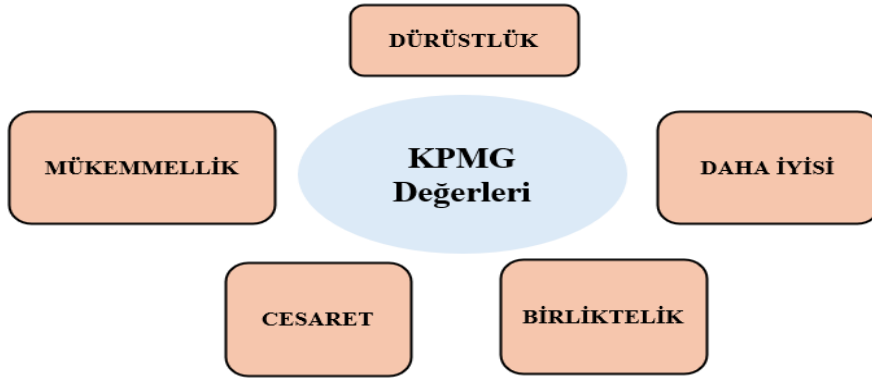 DÜRÜSTLÜK
MÜKEMMELLİK
KPMG
Değerleri
DAHA İYİSİ
CESARET
BİRLİKTELİK